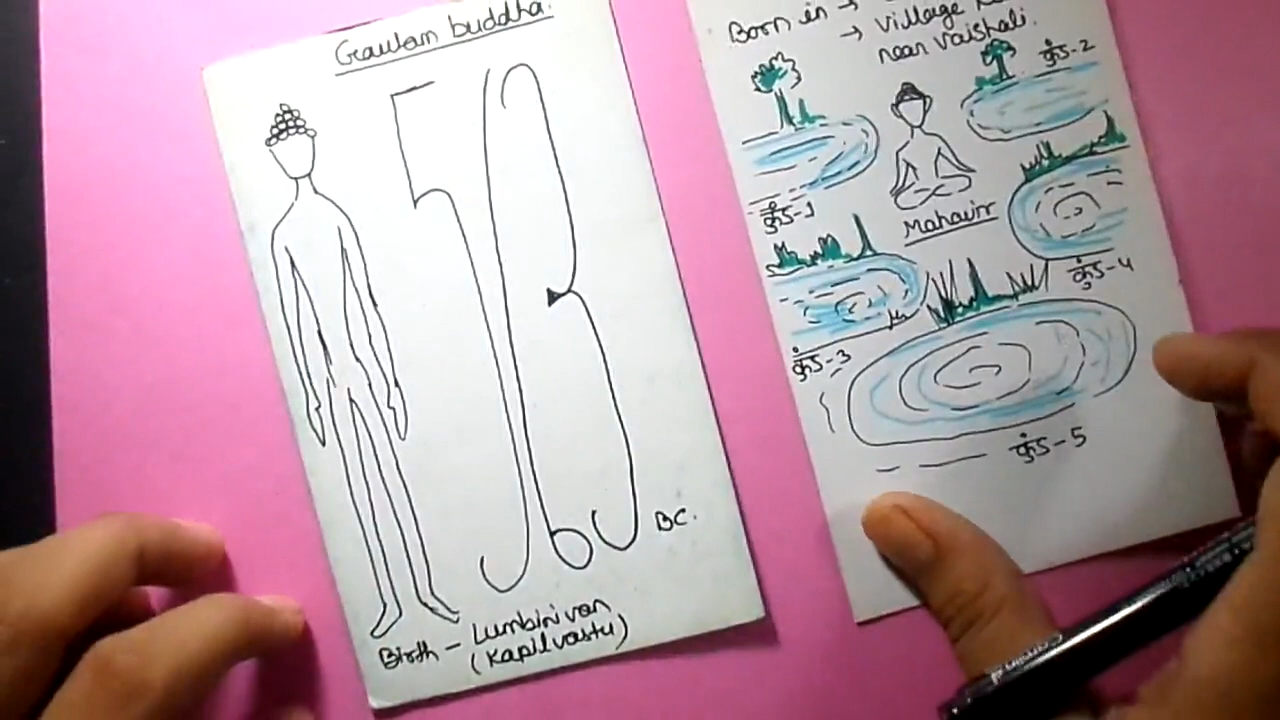 Gautam buddha.
563
BC.
Birth - Lumbini van
(Kapilvastu)
Born in →
→ Village
near Vaishali.
कुंड-1
कुंड-2
Mahavir
कुंड-3
कुंड-4
कुंड-5